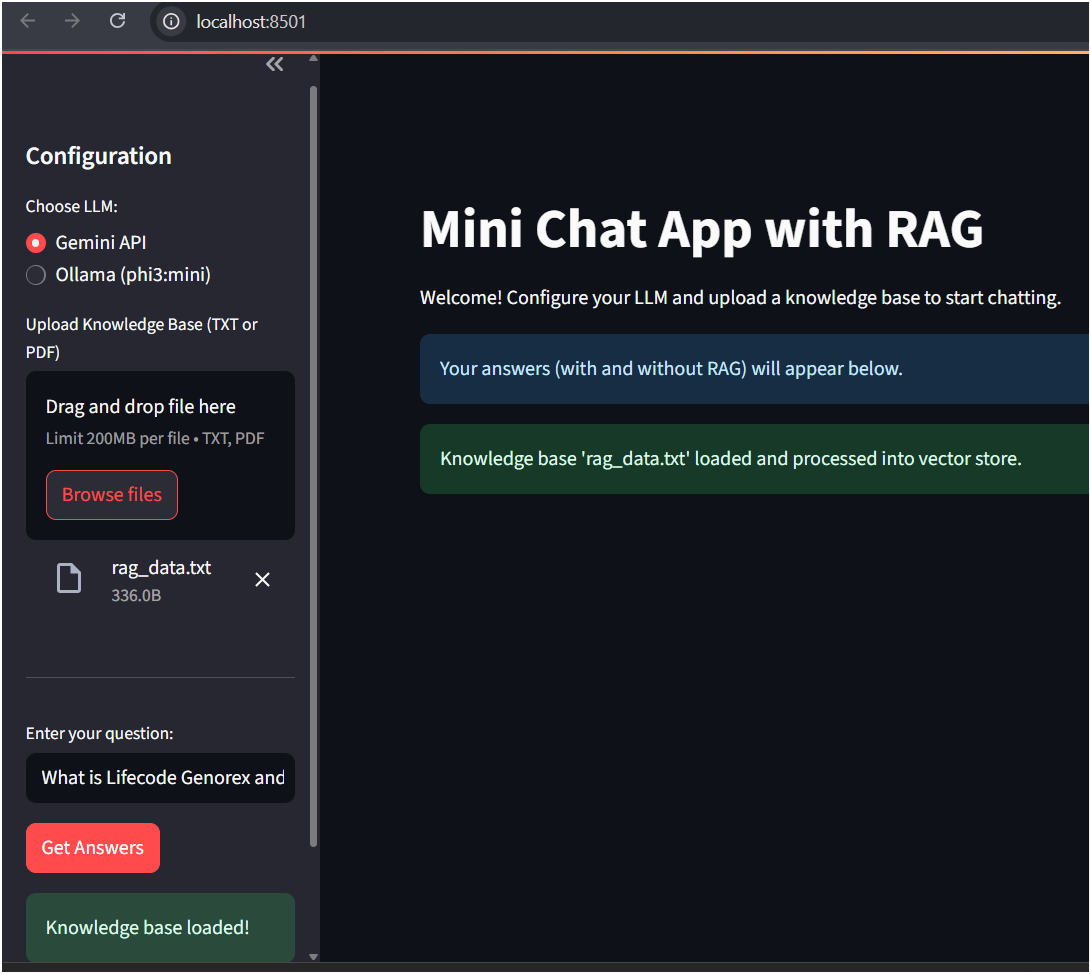 localhost:8501
Configuration
Choose LLM:
Gemini API
Ollama (phi3:mini)
Upload Knowledge Base (TXT or
PDF)
Drag and drop file here
Limit 200MB per file • TXT, PDF
Browse files
rag_data.txt
336.0B
Enter your question:
What is Lifecode Genorex and
Get Answers
Knowledge base loaded!
Mini Chat App with RAG
Welcome! Configure your LLM and upload a knowledge base to start chatting.
Your answers (with and without RAG) will appear below.
Knowledge base 'rag_data.txt' loaded and processed into vector store.